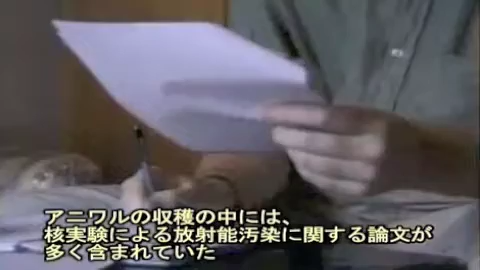 アニワルの収穫の中には、
核実験による放射能汚染に関する論文が
多く含まれていた